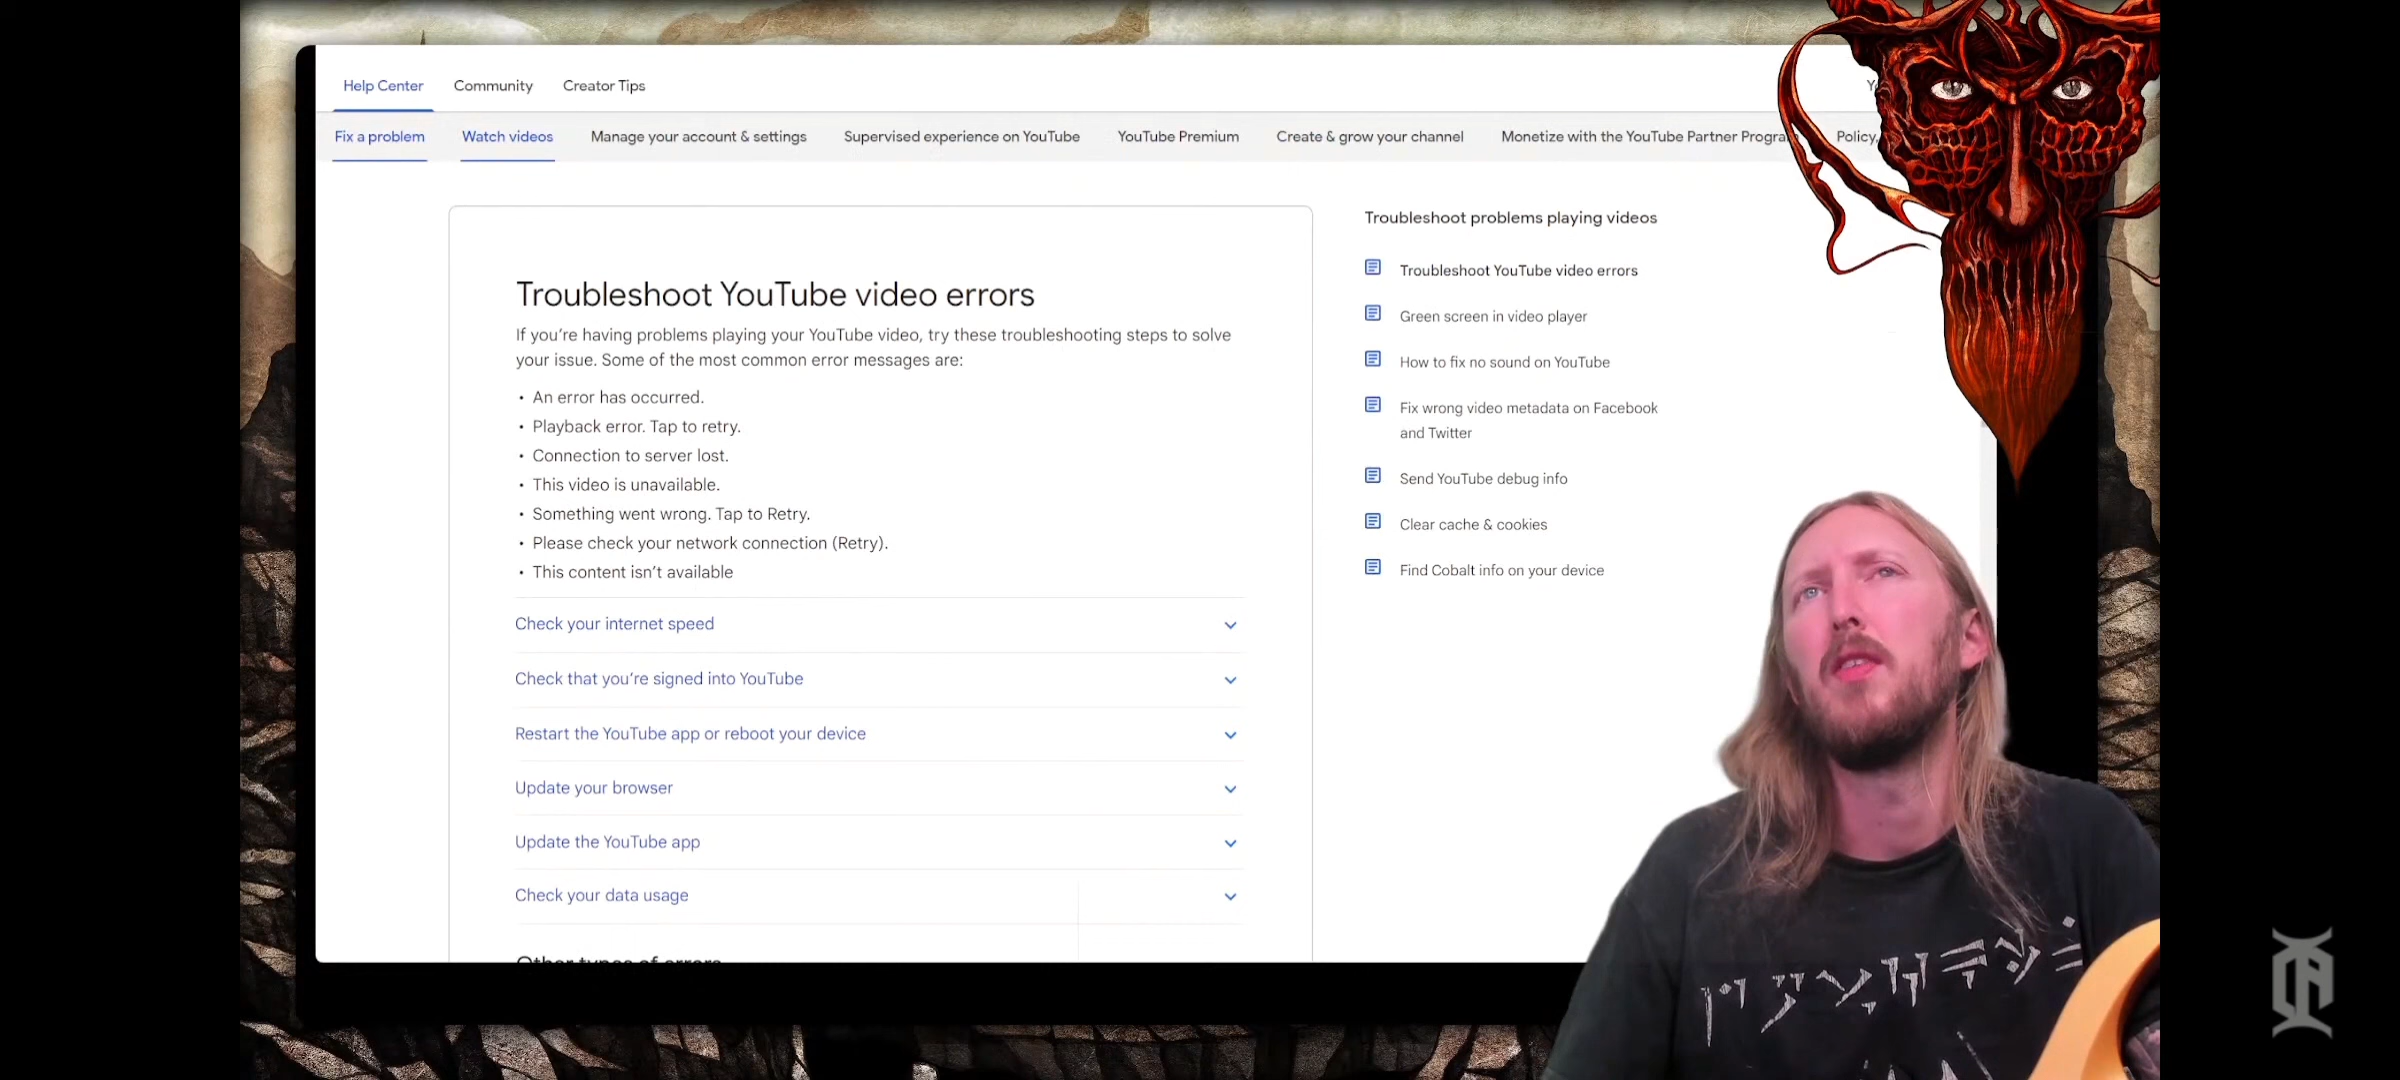 Help Center
Community
Creator Tips
Fix a problem
Watch videos
Manage your account & settings
Supervised experience on YouTube
YouTube Premium
Create & grow your channel
Monetize with the YouTube Partner Program
Policy,
Troubleshoot YouTube video errors
If you're having problems playing your YouTube video, try these troubleshooting steps to solve
your issue. Some of the most common error messages are:
• An error has occurred.
• Playback error. Tap to retry.
• Connection to server lost.
• This video is unavailable.
• Something went wrong. Tap to Retry.
• Please check your network connection (Retry).
• This content isn't available
Check your internet speed
Check that you're signed into YouTube
Restart the YouTube app or reboot your device
Update your browser
Update the YouTube app
Check your data usage
Other types of errors
Troubleshoot problems playing videos
Troubleshoot YouTube video errors
Green screen in video player
How to fix no sound on YouTube
Fix wrong video metadata on Facebook
and Twitter
Send YouTube debug info
Clear cache & cookies
Find Cobalt info on your device